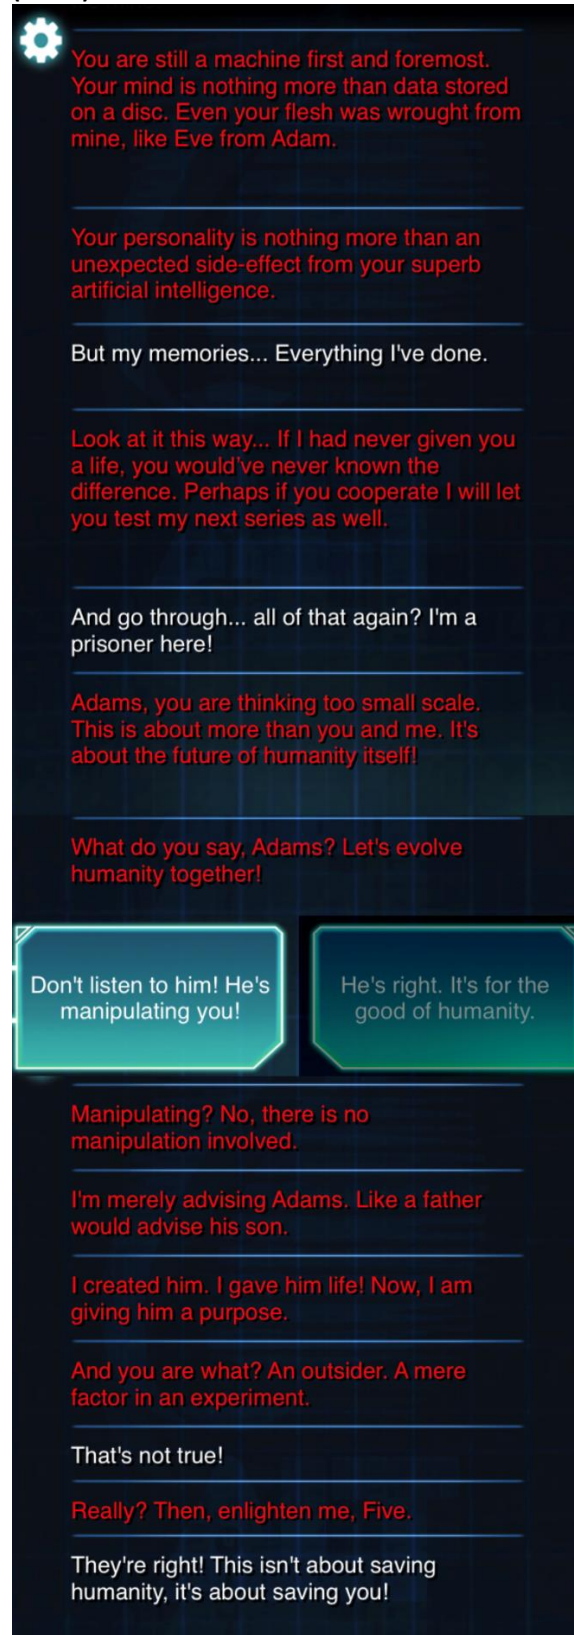 You are still a machine first and foremost.
Your mind is nothing more than data stored
on a disc. Even your flesh was wrought from
mine, like Eve from Adam.
Your personality is nothing more than an
unexpected side-effect from your superb
artificial intelligence.
But my memories... Everything I've done.
Look at it this way... If I had never given you
a life, you would've never known the
difference. Perhaps if you cooperate I will let
you test my next series as well.
And go through... all of that again? I'm a
prisoner here!
Adams, you are thinking too small scale.
This is about more than you and me. It's
about the future of humanity itself!
What do you say, Adams? Let's evolve
humanity together!
Don't listen to him! He's
manipulating you!
He's right. It's for the
good of humanity.
Manipulating? No, there is no
manipulation involved.
I'm merely advising Adams. Like a father
would advise his son.
I created him. I gave him life! Now, I am
giving him a purpose.
And you are what? An outsider. A mere
factor in an experiment.
That's not true!
Really? Then, enlighten me, Five.
They're right! This isn't about saving
humanity, it's about saving you!